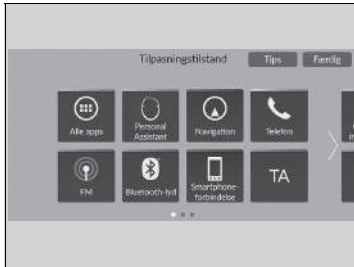 Tilpasningstilstand
Tips
Færdig
Alle apps
Personal
Assistant
Navigation
Telefon
FM
Bluetooth-lyd
Smartphone-
forbindelse
TA